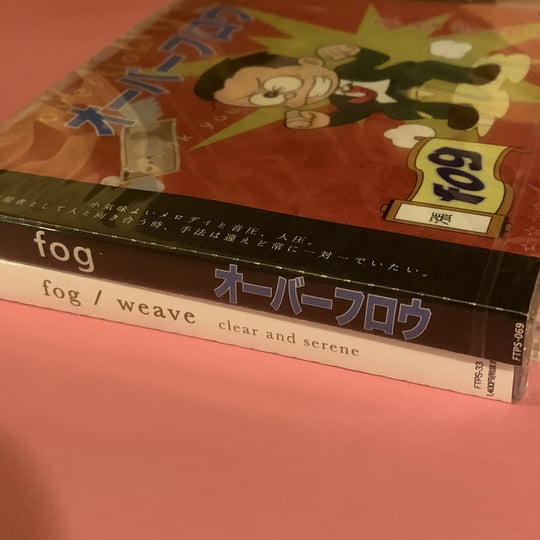 オーバーフロウ
fog
小気味よいメロディと音圧、人圧。
現者として人と向き合う時、手法は違えど常に一対一でいたい。
fog
オーバーフロウ
FTPS-069
fog / weave
clear and serene
FTPS-33